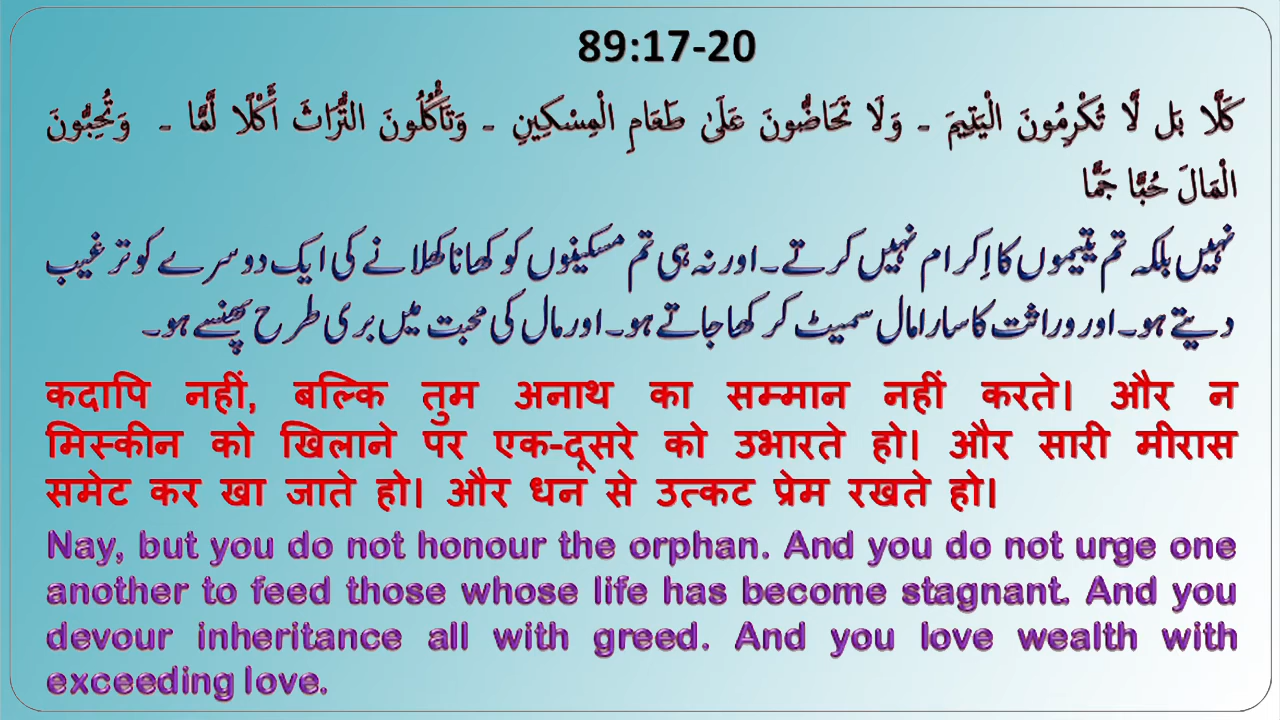 89:17-20
كَلَّا بَل لَّا تُكْرِمُونَ الْيَتِيمَ ۔ وَلَا تَحَاضُّونَ عَلَىٰ طَعَامِ الْمِسْكِينِ ۔ وَتَأْكُلُونَ التُّرَاثَ أَكْلًا لَّمًّا ۔ وَتُحِبُّونَ
الْمَالَ حُبًّا جَمًّا
نہیں بلکہ تم یتیموں کا اِکرام نہیں کرتے۔ اور نہ ہی تم مسکینوں کو کھانا کھلانے کی ایک دوسرے کو ترغیب
دیتے ہو۔ اور وراثت کا سارا مال سمیٹ کر کھا جاتے ہو۔ اور مال کی محبت میں بری طرح پھنسے ہو۔
कदापि नहीं, बल्कि तुम अनाथ का सम्मान नहीं करते। और न
मिस्कीन को खिलाने पर एक-दूसरे को उभारते हो। और सारी मीरास
समेट कर खा जाते हो। और धन से उत्कट प्रेम रखते हो।
Nay, but you do not honour the orphan. And you do not urge one
another to feed those whose life has become stagnant. And you
devour inheritance all with greed. And you love wealth with
exceeding love.